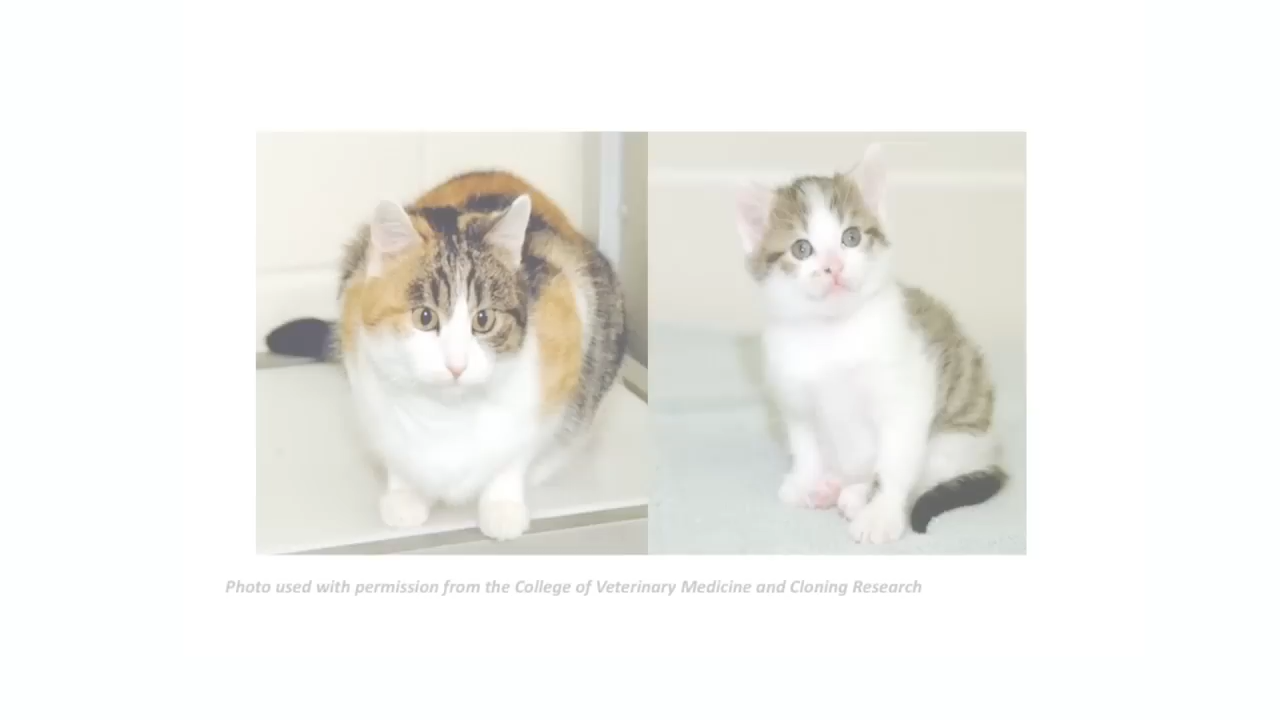 Photo used with permission from the College of Veterinary Medicine and Cloning Research